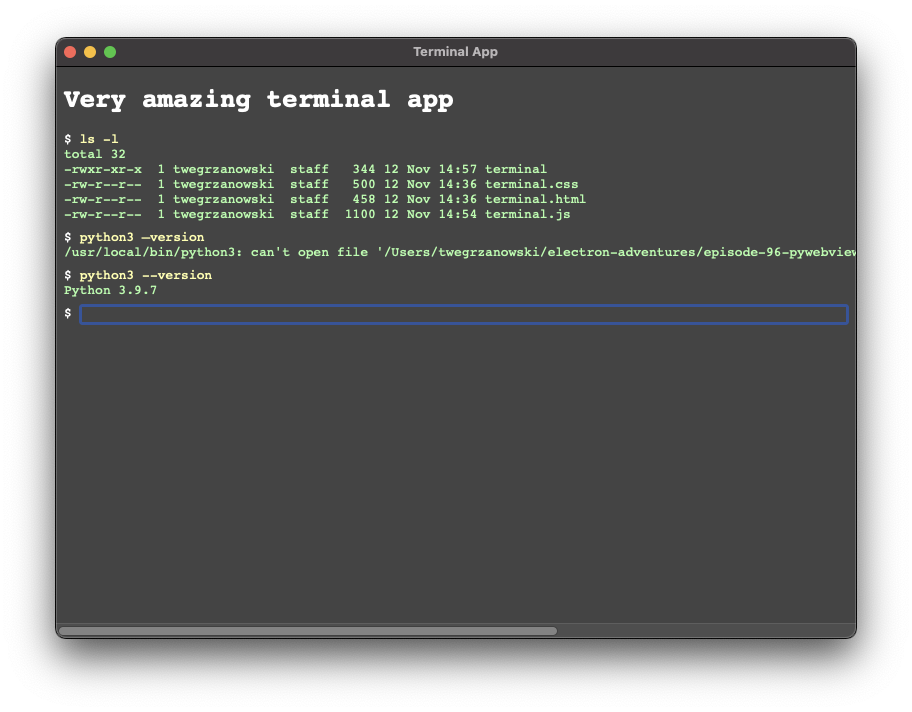 Terminal App
Very amazing terminal app
$ ls -l
total 32
-rwxr-xr-x  1 twegrzanowski  staff   344 12 Nov 14:57 terminal
-rw-r--r--  1 twegrzanowski  staff   500 12 Nov 14:36 terminal.css
-rw-r--r--  1 twegrzanowski  staff   458 12 Nov 14:36 terminal.html
-rw-r--r--  1 twegrzanowski  staff  1100 12 Nov 14:54 terminal.js
$ python3 —version
/usr/local/bin/python3: can't open file '/Users/twegrzanowski/electron-adventures/episode-96-pywebview
$ python3 --version
Python 3.9.7
$